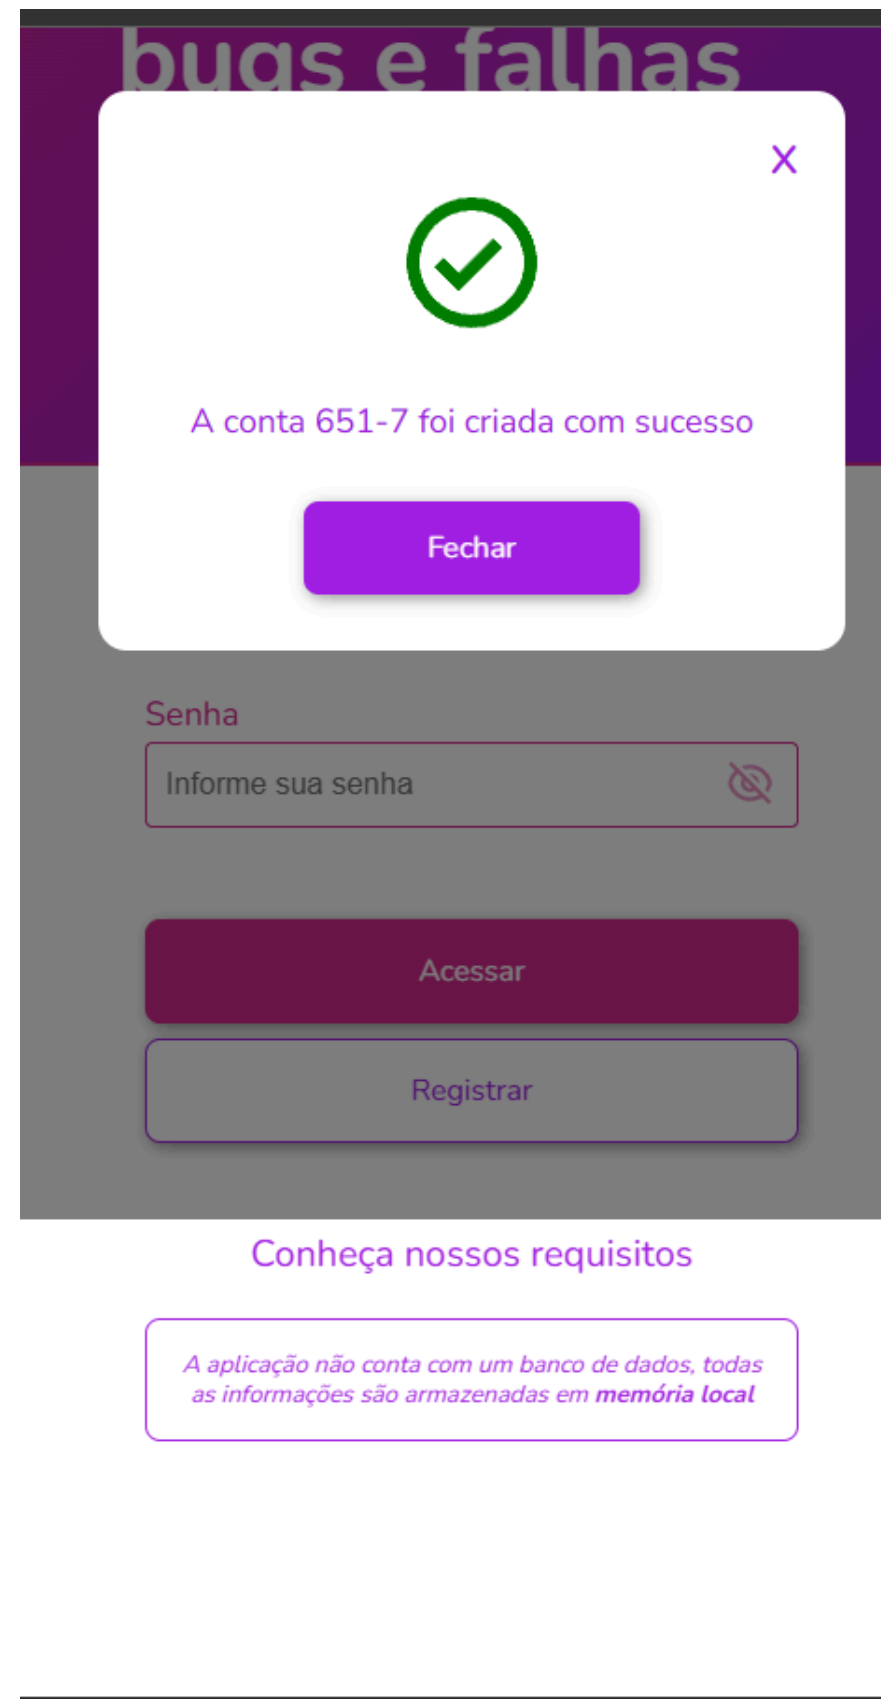 bugs e falhas
X
A conta 651-7 foi criada com sucesso
Fechar
Senha
Informe sua senha
Acessar
Registrar
Conheça nossos requisitos
A aplicação não conta com um banco de dados, todas
as informações são armazenadas em memória local